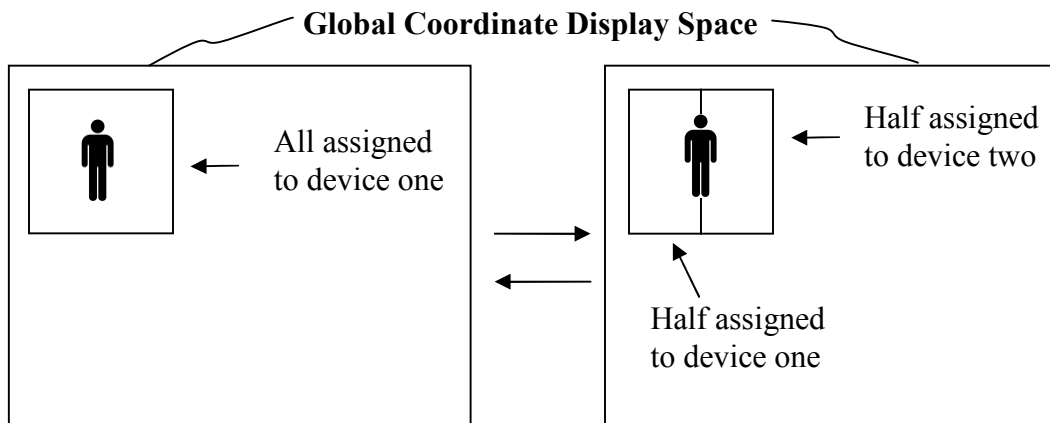 Global Coordinate Display Space
All assigned
to device one
Half assigned
to device two
Half assigned
to device one